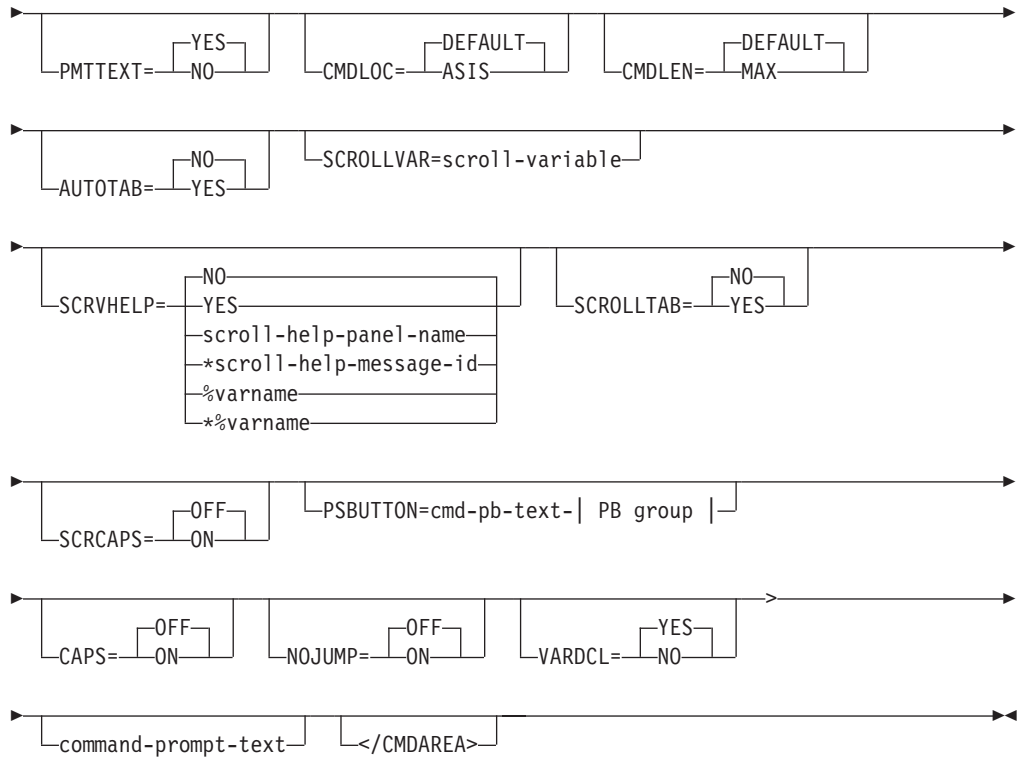 YES DEFAULT DEFAULT
PMTTEXT= NO CMDLOC= ASIS CMDLEN= MAX
NO SCROLLVAR=scroll-variable
AUTOTAB= YES
NO NO
SCRVHELP= YES SCROLLTAB= YES
scroll-help-panel-name
*scroll-help-message-id
%varname
*%varname
OFF PSBUTTON=cmd-pb-text-| PB group |
SCRCAPS= ON
>
OFF OFF YES
CAPS= ON NOJUMP= ON VARDCL= NO
command-prompt-text </CMDAREA>